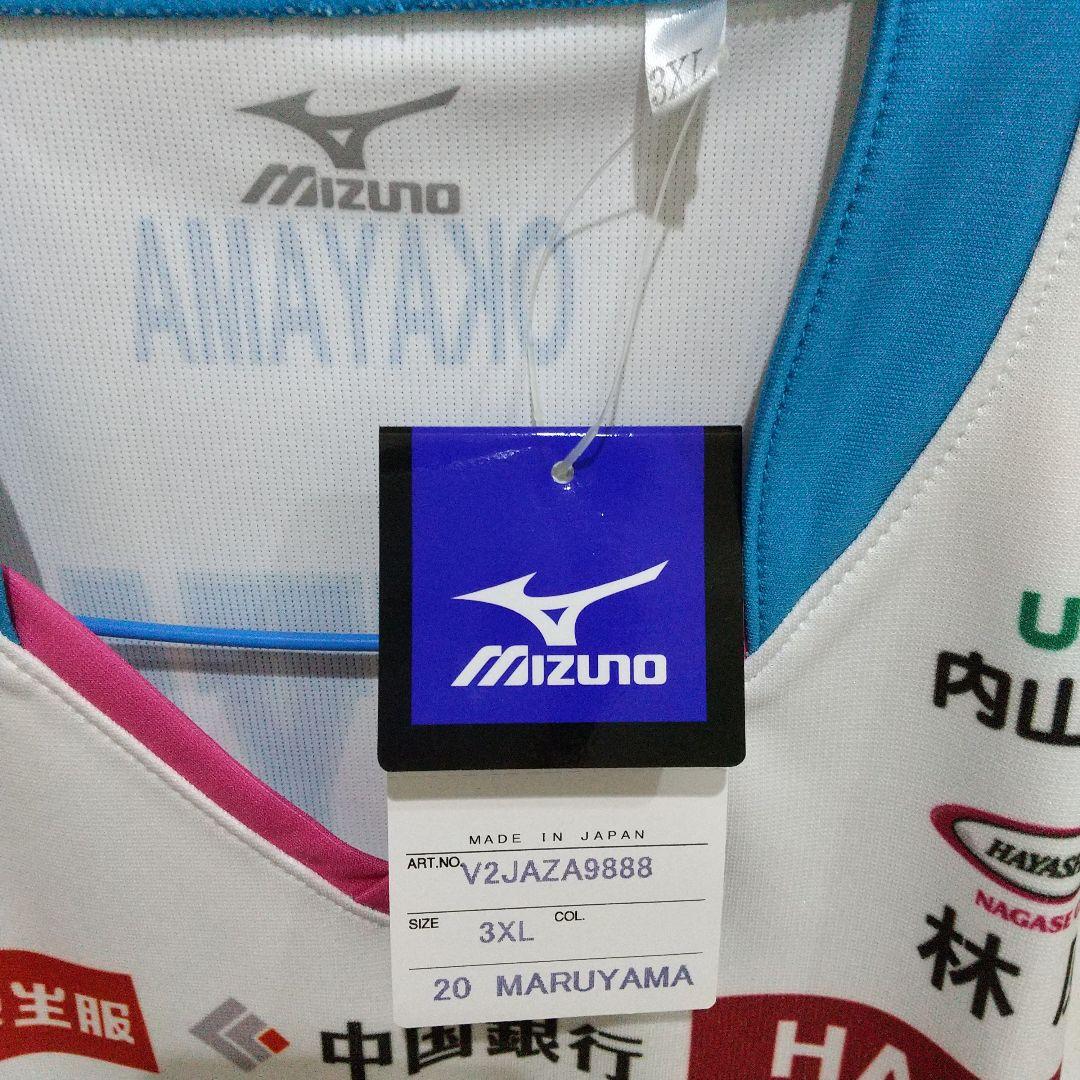 3XL
MIZUNO
OKAYAMA
MIZUNO
MADE IN JAPAN
ART.NO. V2JAZA9888
SIZE 3XL COL.
20 MARUYAMA
U
内山
HAYASH
NAGASE
林
生服
中国銀行
HA